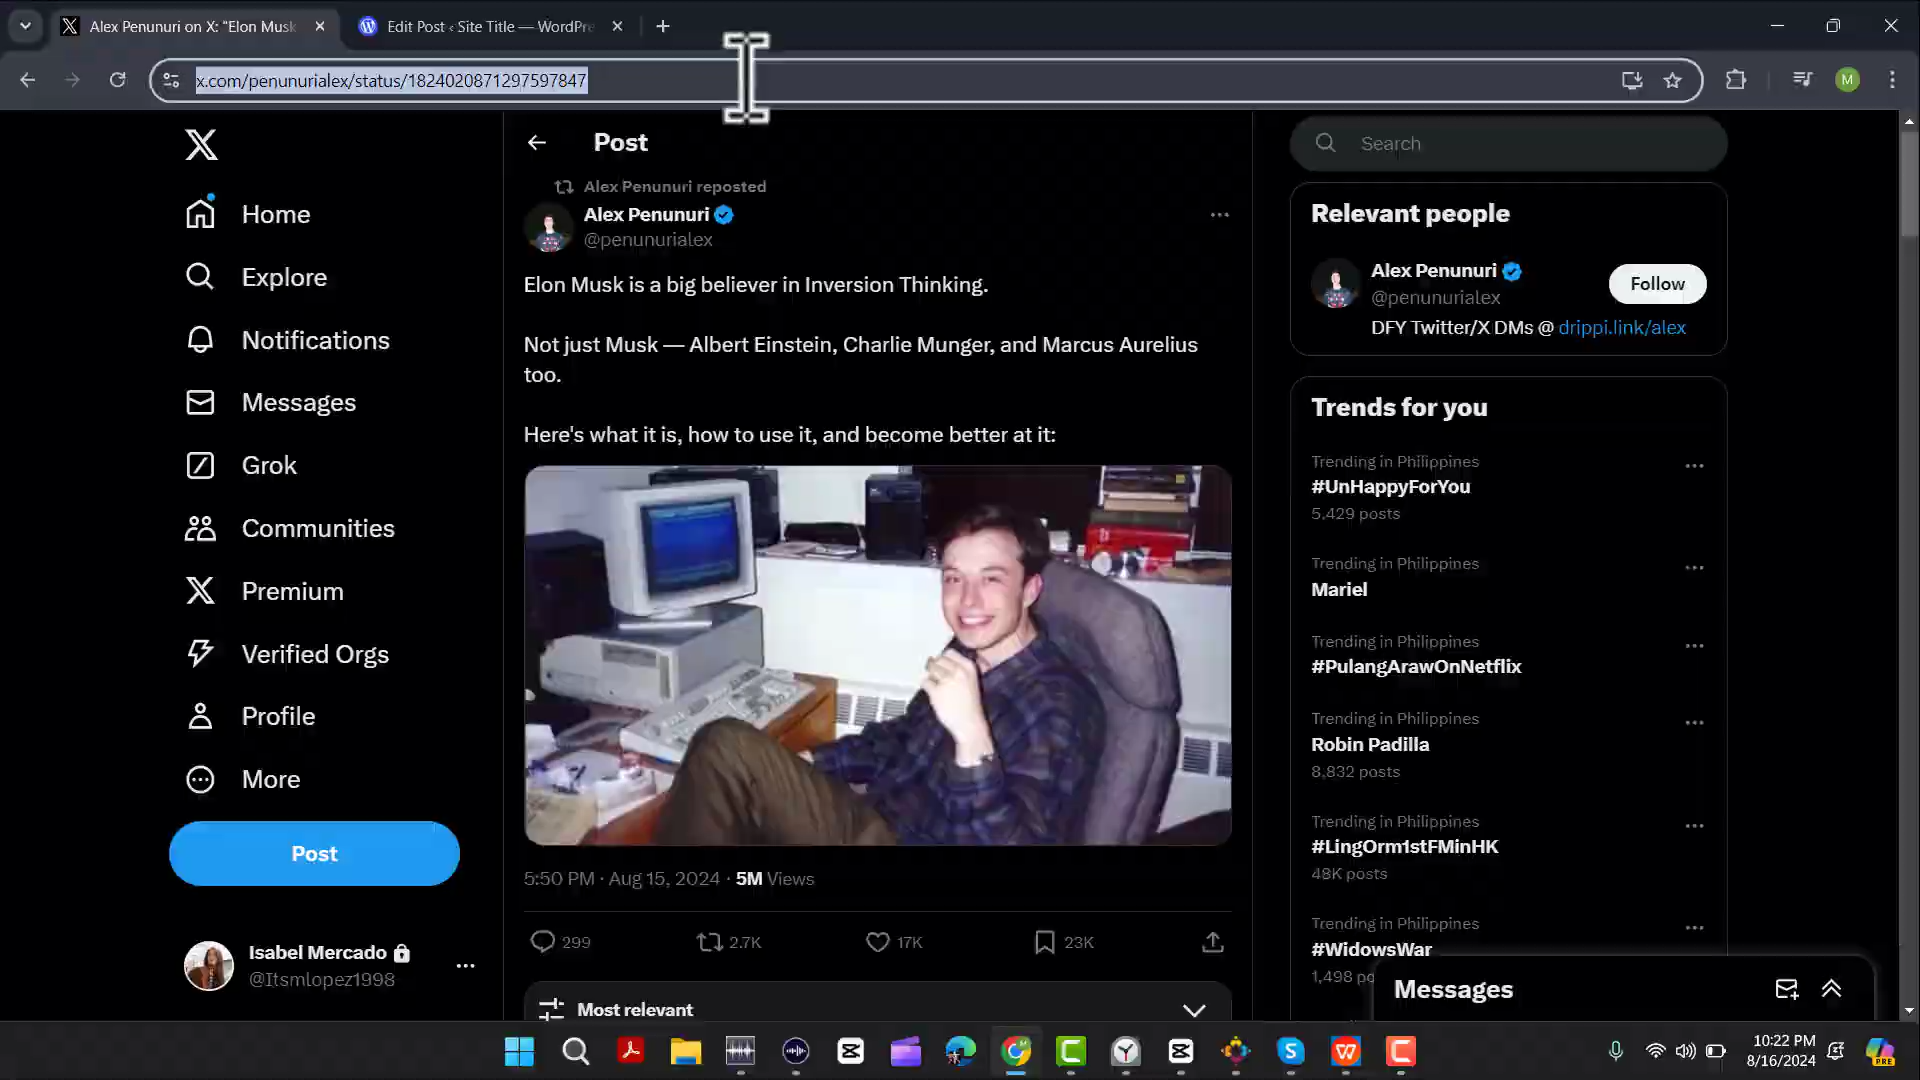 Alex Penunuri on X: "Elon Musk
Edit Post ‹ Site Title — WordPre
x.com/penunurialex/status/1824020871297597847
M
Post
Search
Alex Penunuri reposted
Alex Penunuri
@penunurialex
Elon Musk is a big believer in Inversion Thinking.
Not just Musk — Albert Einstein, Charlie Munger, and Marcus Aurelius
too.
Here's what it is, how to use it, and become better at it:
5:50 PM · Aug 15, 2024 · 5M Views
299
2.7K
17K
23K
Most relevant
Home
Explore
Notifications
Messages
Grok
Communities
Premium
Verified Orgs
Profile
More
Post
Isabel Mercado
@Itsmlopez1998
Relevant people
Alex Penunuri
@penunurialex
Follow
DFY Twitter/X DMs @ drippi.link/alex
Trends for you
Trending in Philippines
#UnHappyForYou
5,429 posts
Trending in Philippines
Mariel
Trending in Philippines
#PulangArawOnNetflix
Trending in Philippines
Robin Padilla
8,832 posts
Trending in Philippines
#LingOrm1stFMinHK
48K posts
Trending in Philippines
#WidowsWar
1,498 po
Messages
10:22 PM
8/16/2024
PRE